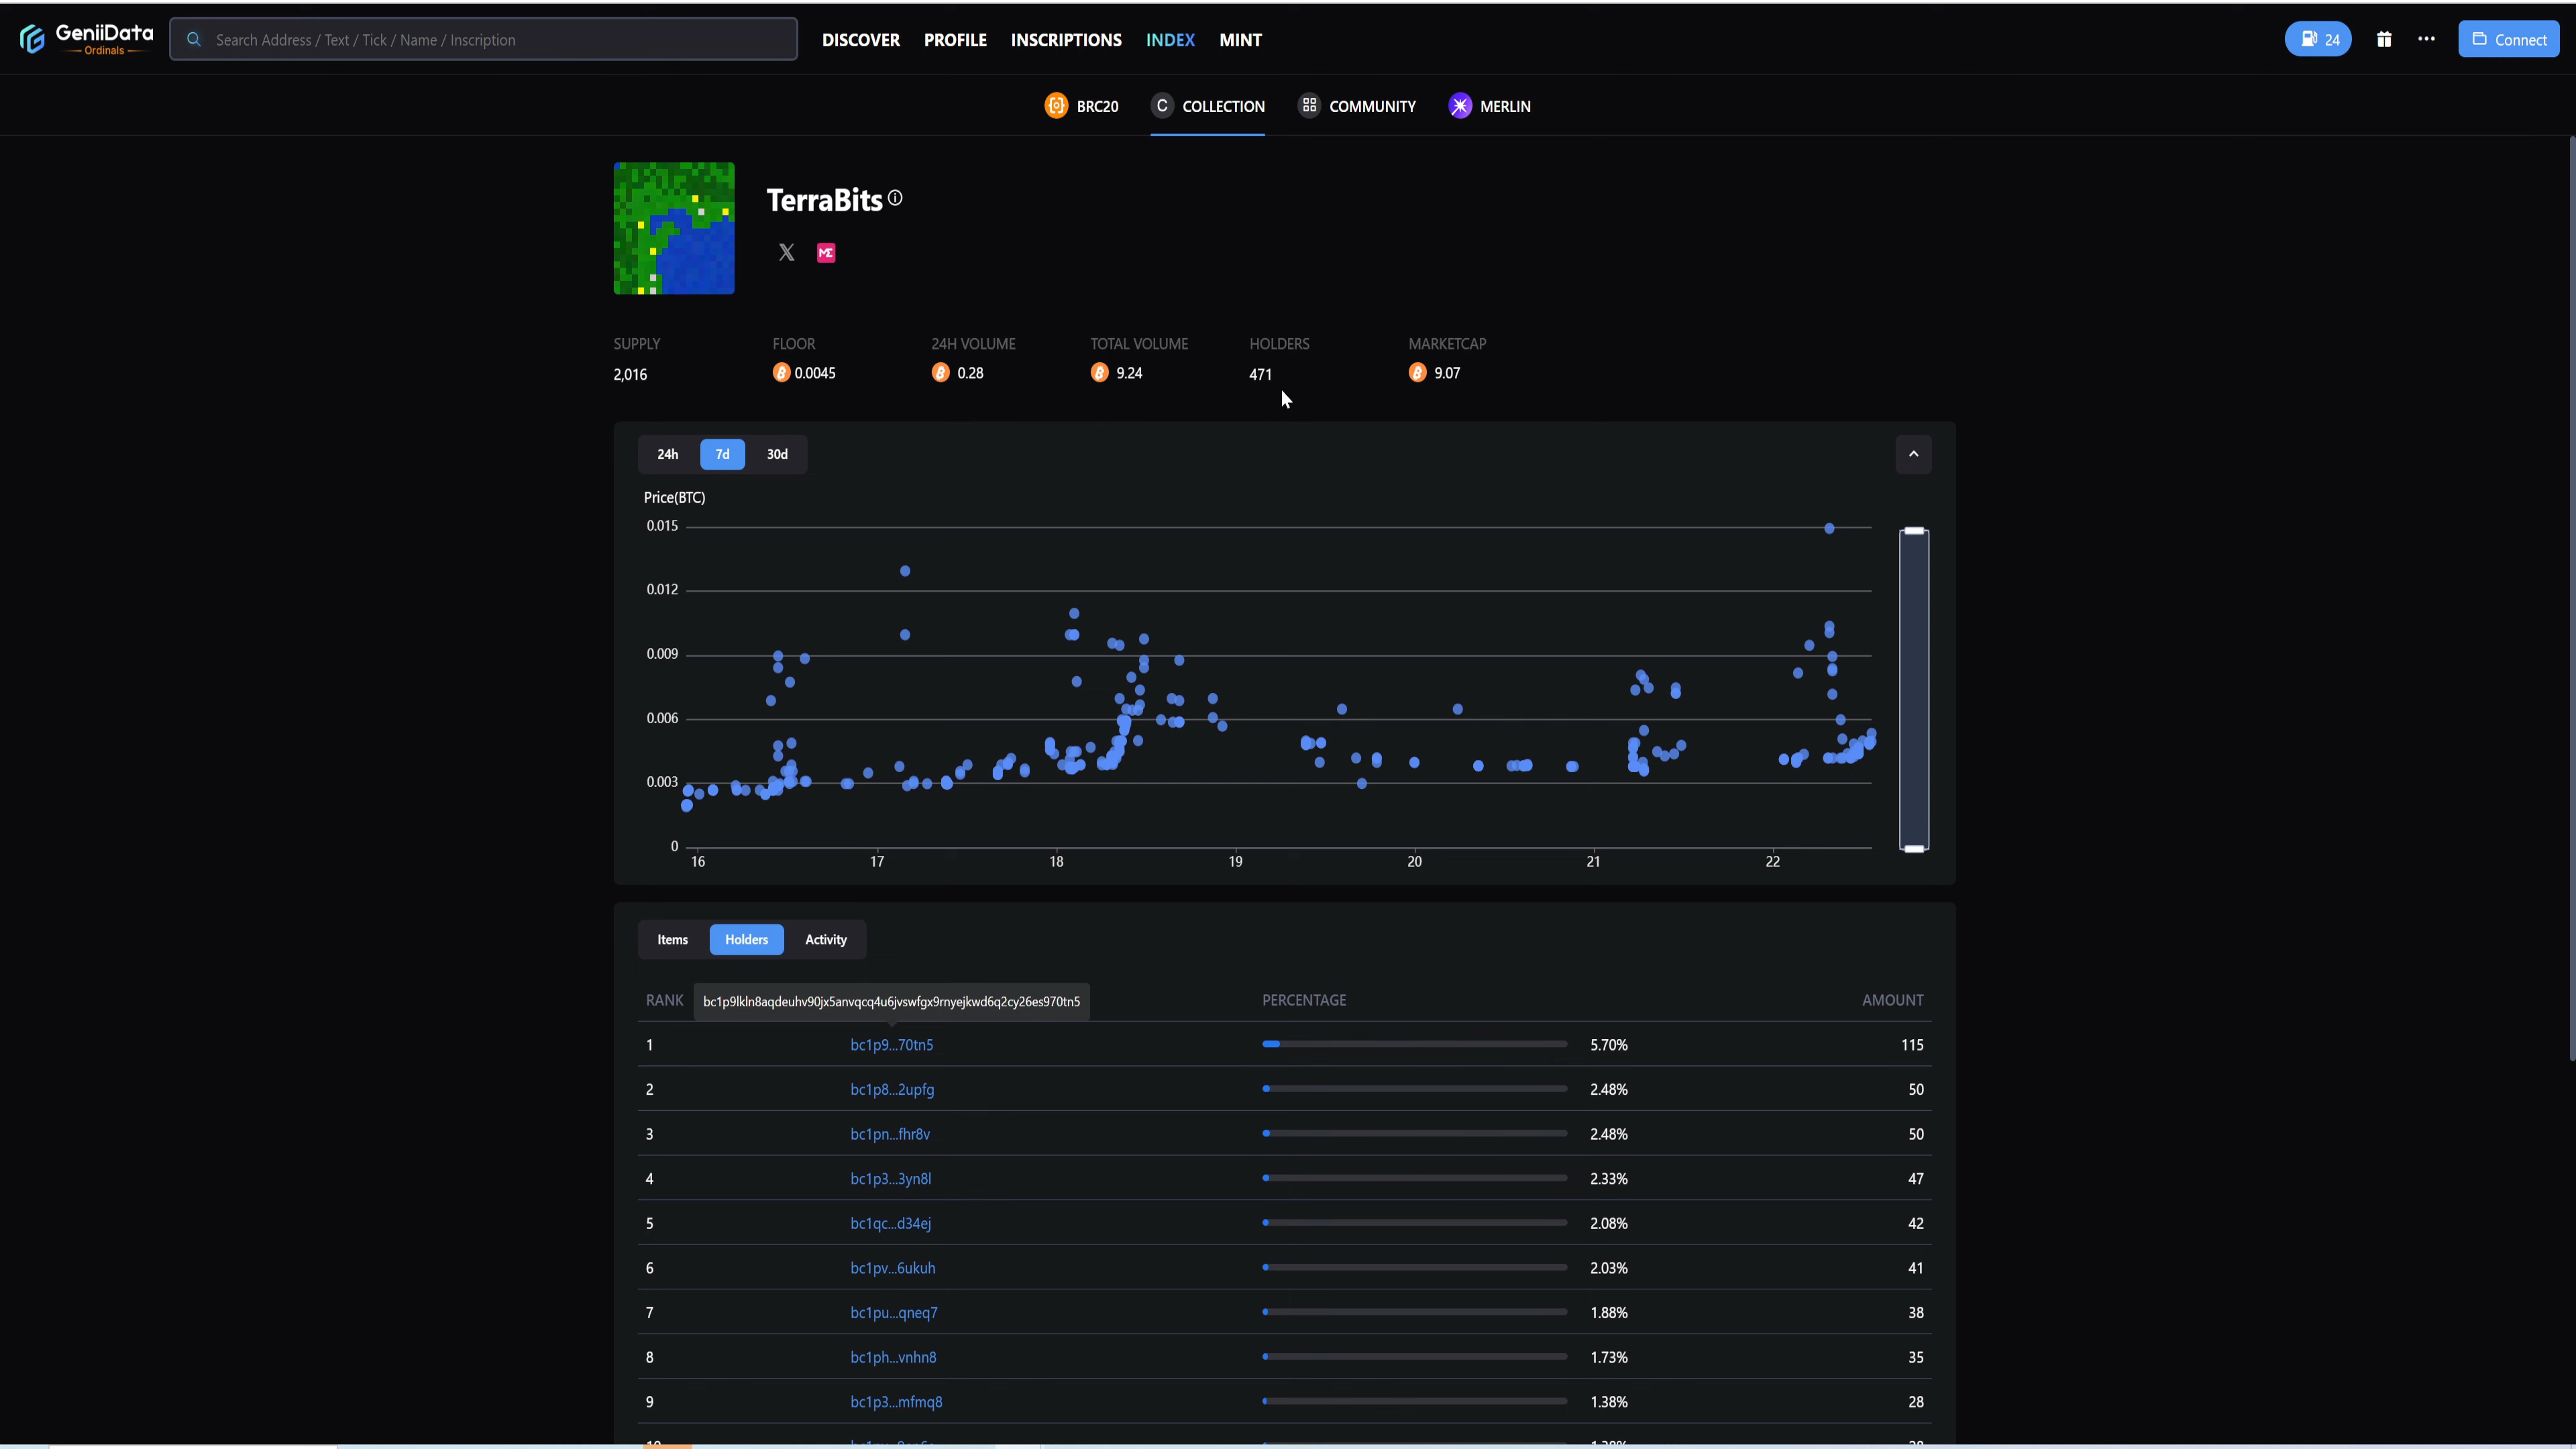 GeniiData
Ordinals
Search Address / Text / Tick / Name / Inscription
DISCOVER PROFILE INSCRIPTIONS INDEX MINT
24
Connect
BRC20 COLLECTION COMMUNITY MERLIN
TerraBits
SUPPLY FLOOR 24H VOLUME TOTAL VOLUME HOLDERS MARKETCAP
2,016 0.0045 0.28 9.24 471 9.07
24h 7d 30d
Price(BTC)
0.015
0.012
0.009
0.006
0.003
0
16 17 18 19 20 21 22
Items Holders Activity
RANK bc1p9lkln8aqdeuhv90jx5anvqcq4u6jvswfgx9rnyejkwd6q2cy26es970tn5 PERCENTAGE AMOUNT
1 bc1p9...70tn5 5.70% 115
2 bc1p8...2upfg 2.48% 50
3 bc1pn...fhr8v 2.48% 50
4 bc1p3...3yn8l 2.33% 47
5 bc1qc...d34ej 2.08% 42
6 bc1pv...6ukuh 2.03% 41
7 bc1pu...qneq7 1.88% 38
8 bc1ph...vnhn8 1.73% 35
9 bc1p3...mfmq8 1.38% 28